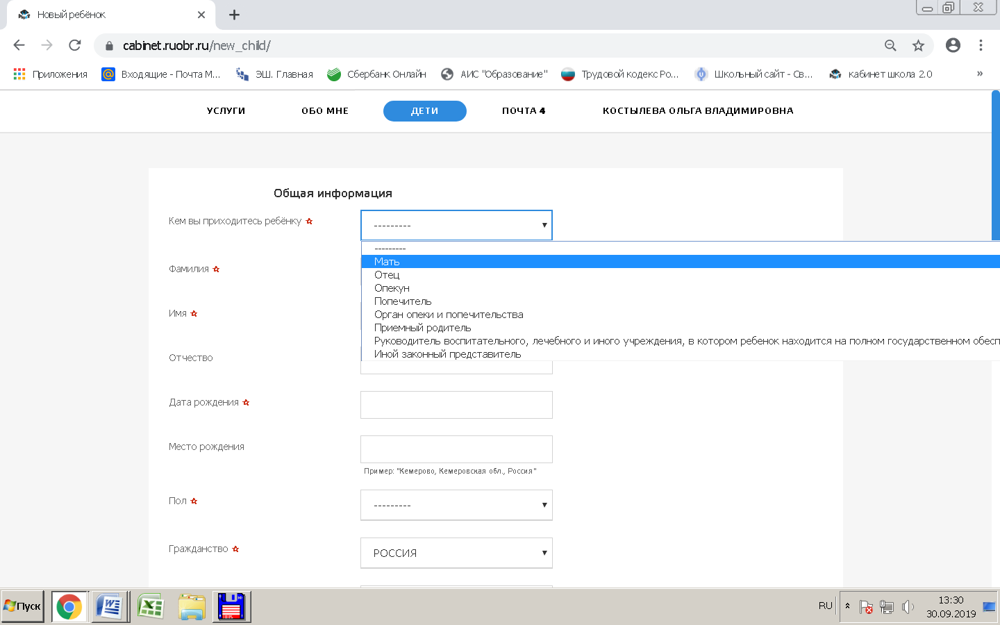 Новый ребёнок
cabinet.ruobr.ru/new_child/
Приложения Входящие - Почта M... ЭШ. Главная Сбербанк Онлайн АИС "Образование" Трудовой кодекс Ро... Школьный сайт - Св... кабинет школа 2.0 »
УСЛУГИ ОБО МНЕ ДЕТИ ПОЧТА 4 КОСТЫЛЕВА ОЛЬГА ВЛАДИМИРОВНА
Общая информация
Кем вы приходитесь ребёнку ---------
---------
Мать
Фамилия
Отец
Опекун
Попечитель
Имя
Орган опеки и попечительства
Приемный родитель
Руководитель воспитательного, лечебного и иного учреждения, в котором ребенок находится на полном государственном обесп
Иной законный представитель
Отчество
Дата рождения
Место рождения
Пример: "Кемерово, Кемеровская обл., Россия"
Пол ---------
Гражданство РОССИЯ
Пуск RU 13:30
30.09.2019